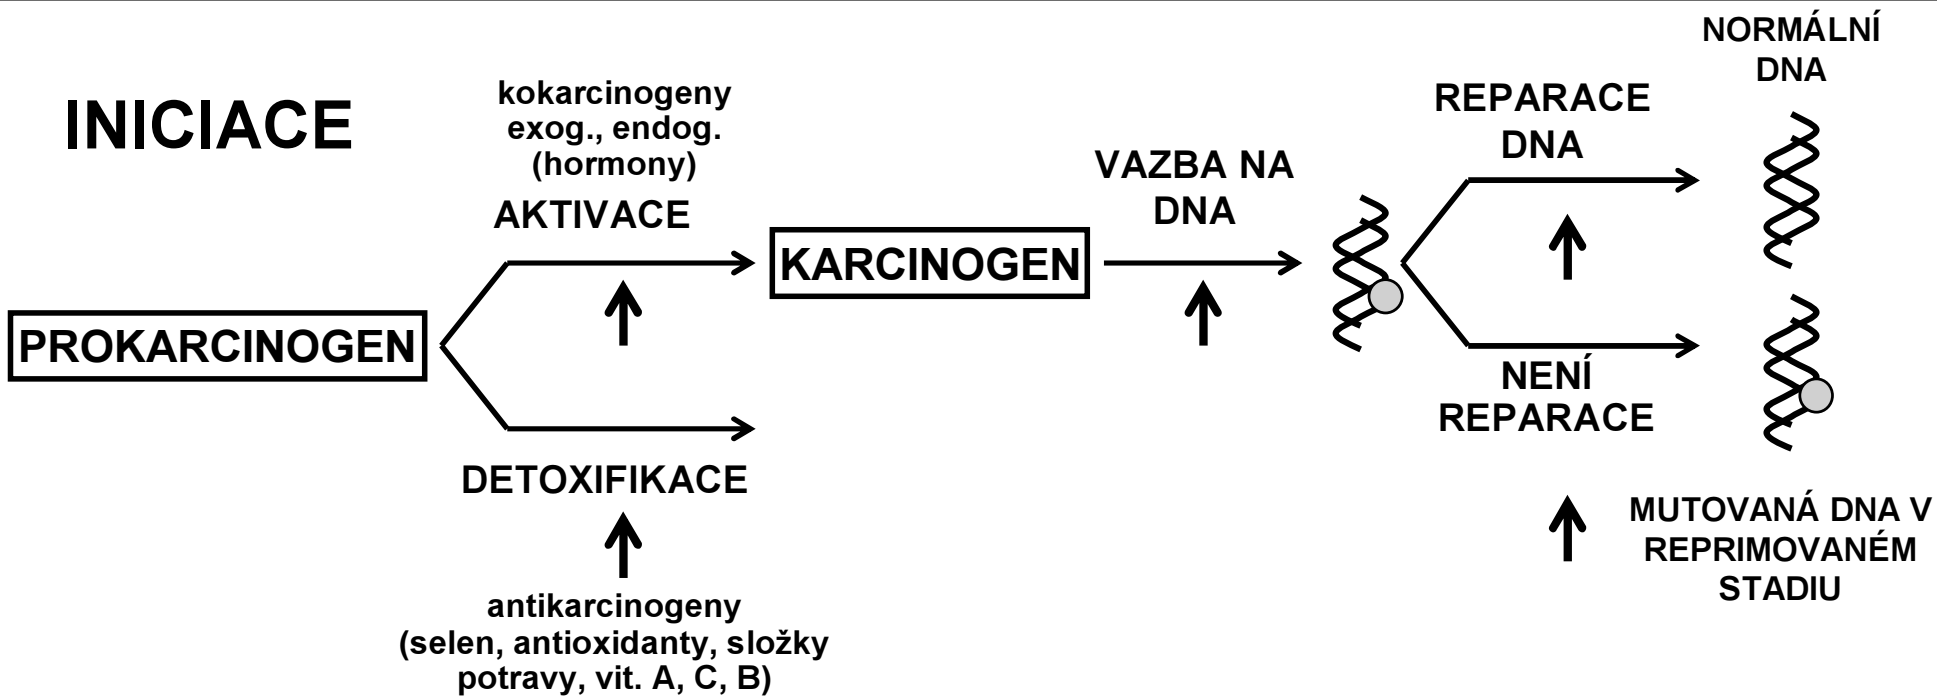 INICIACE
kokarcinogeny
exog., endog.
(hormony)
AKTIVACE
PROKARCINOGEN
DETOXIFIKACE
antikarcinogeny
(selen, antioxidanty, složky
potravy, vit. A, C, B)
KARCINOGEN
VAZBA NA
DNA
REPARACE
DNA
NENÍ
REPARACE
NORMÁLNÍ
DNA
MUTOVANÁ DNA V
REPRIMOVANÉM
STADIU